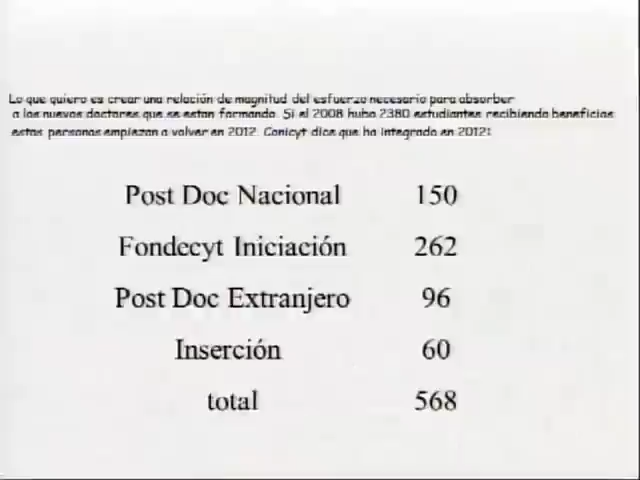 Lo que quiero es crear una relación de magnitud del esfuerzo necesario para absorber
a los nuevos doctores que se estan formando. Si el 2008 hubo 2380 estudiantes recibiendo beneficios
estas personas empiezan a volver en 2012. Conicyt dice que ha integrado en 2012:
Post Doc Nacional 150
Fondecyt Iniciación 262
Post Doc Extranjero 96
Inserción 60
total 568